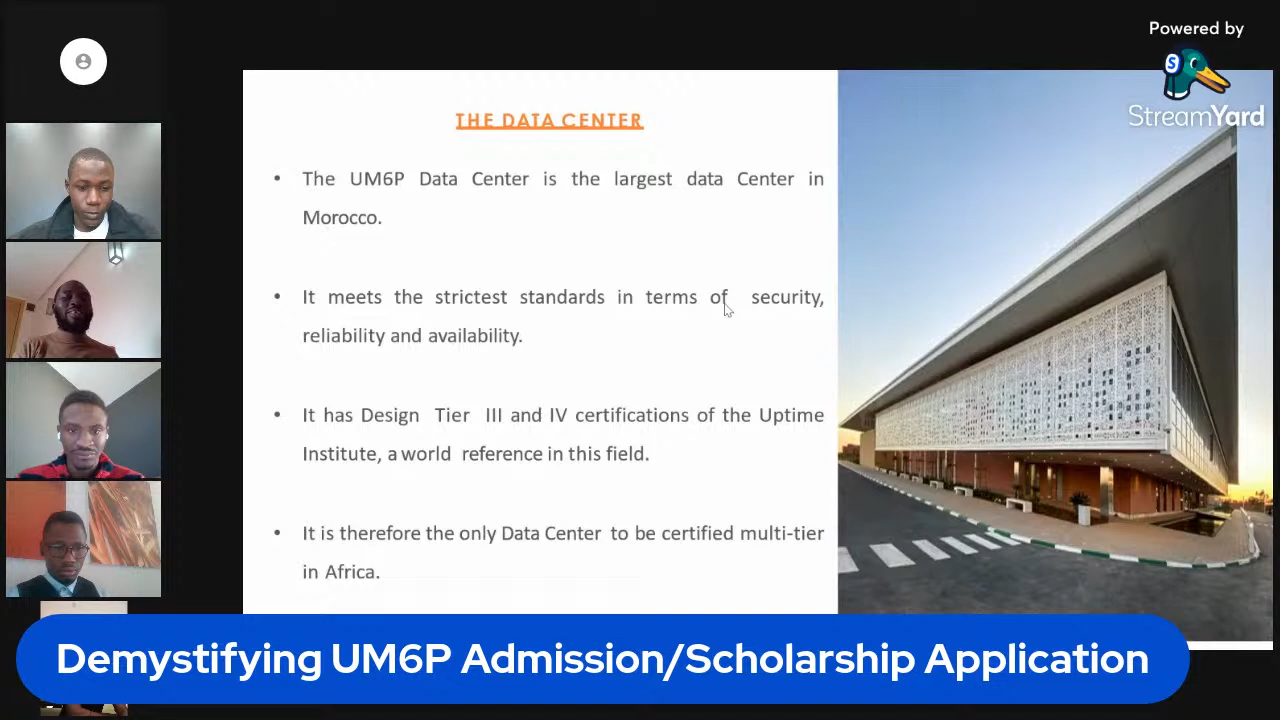 Powered by
StreamYard
THE DATA CENTER
• The UM6P Data Center is the largest data Center in
Morocco.
• It meets the strictest standards in terms of security,
reliability and availability.
• It has Design Tier III and IV certifications of the Uptime
Institute, a world reference in this field.
• It is therefore the only Data Center to be certified multi-tier
in Africa.
Demystifying UM6P Admission/Scholarship Application